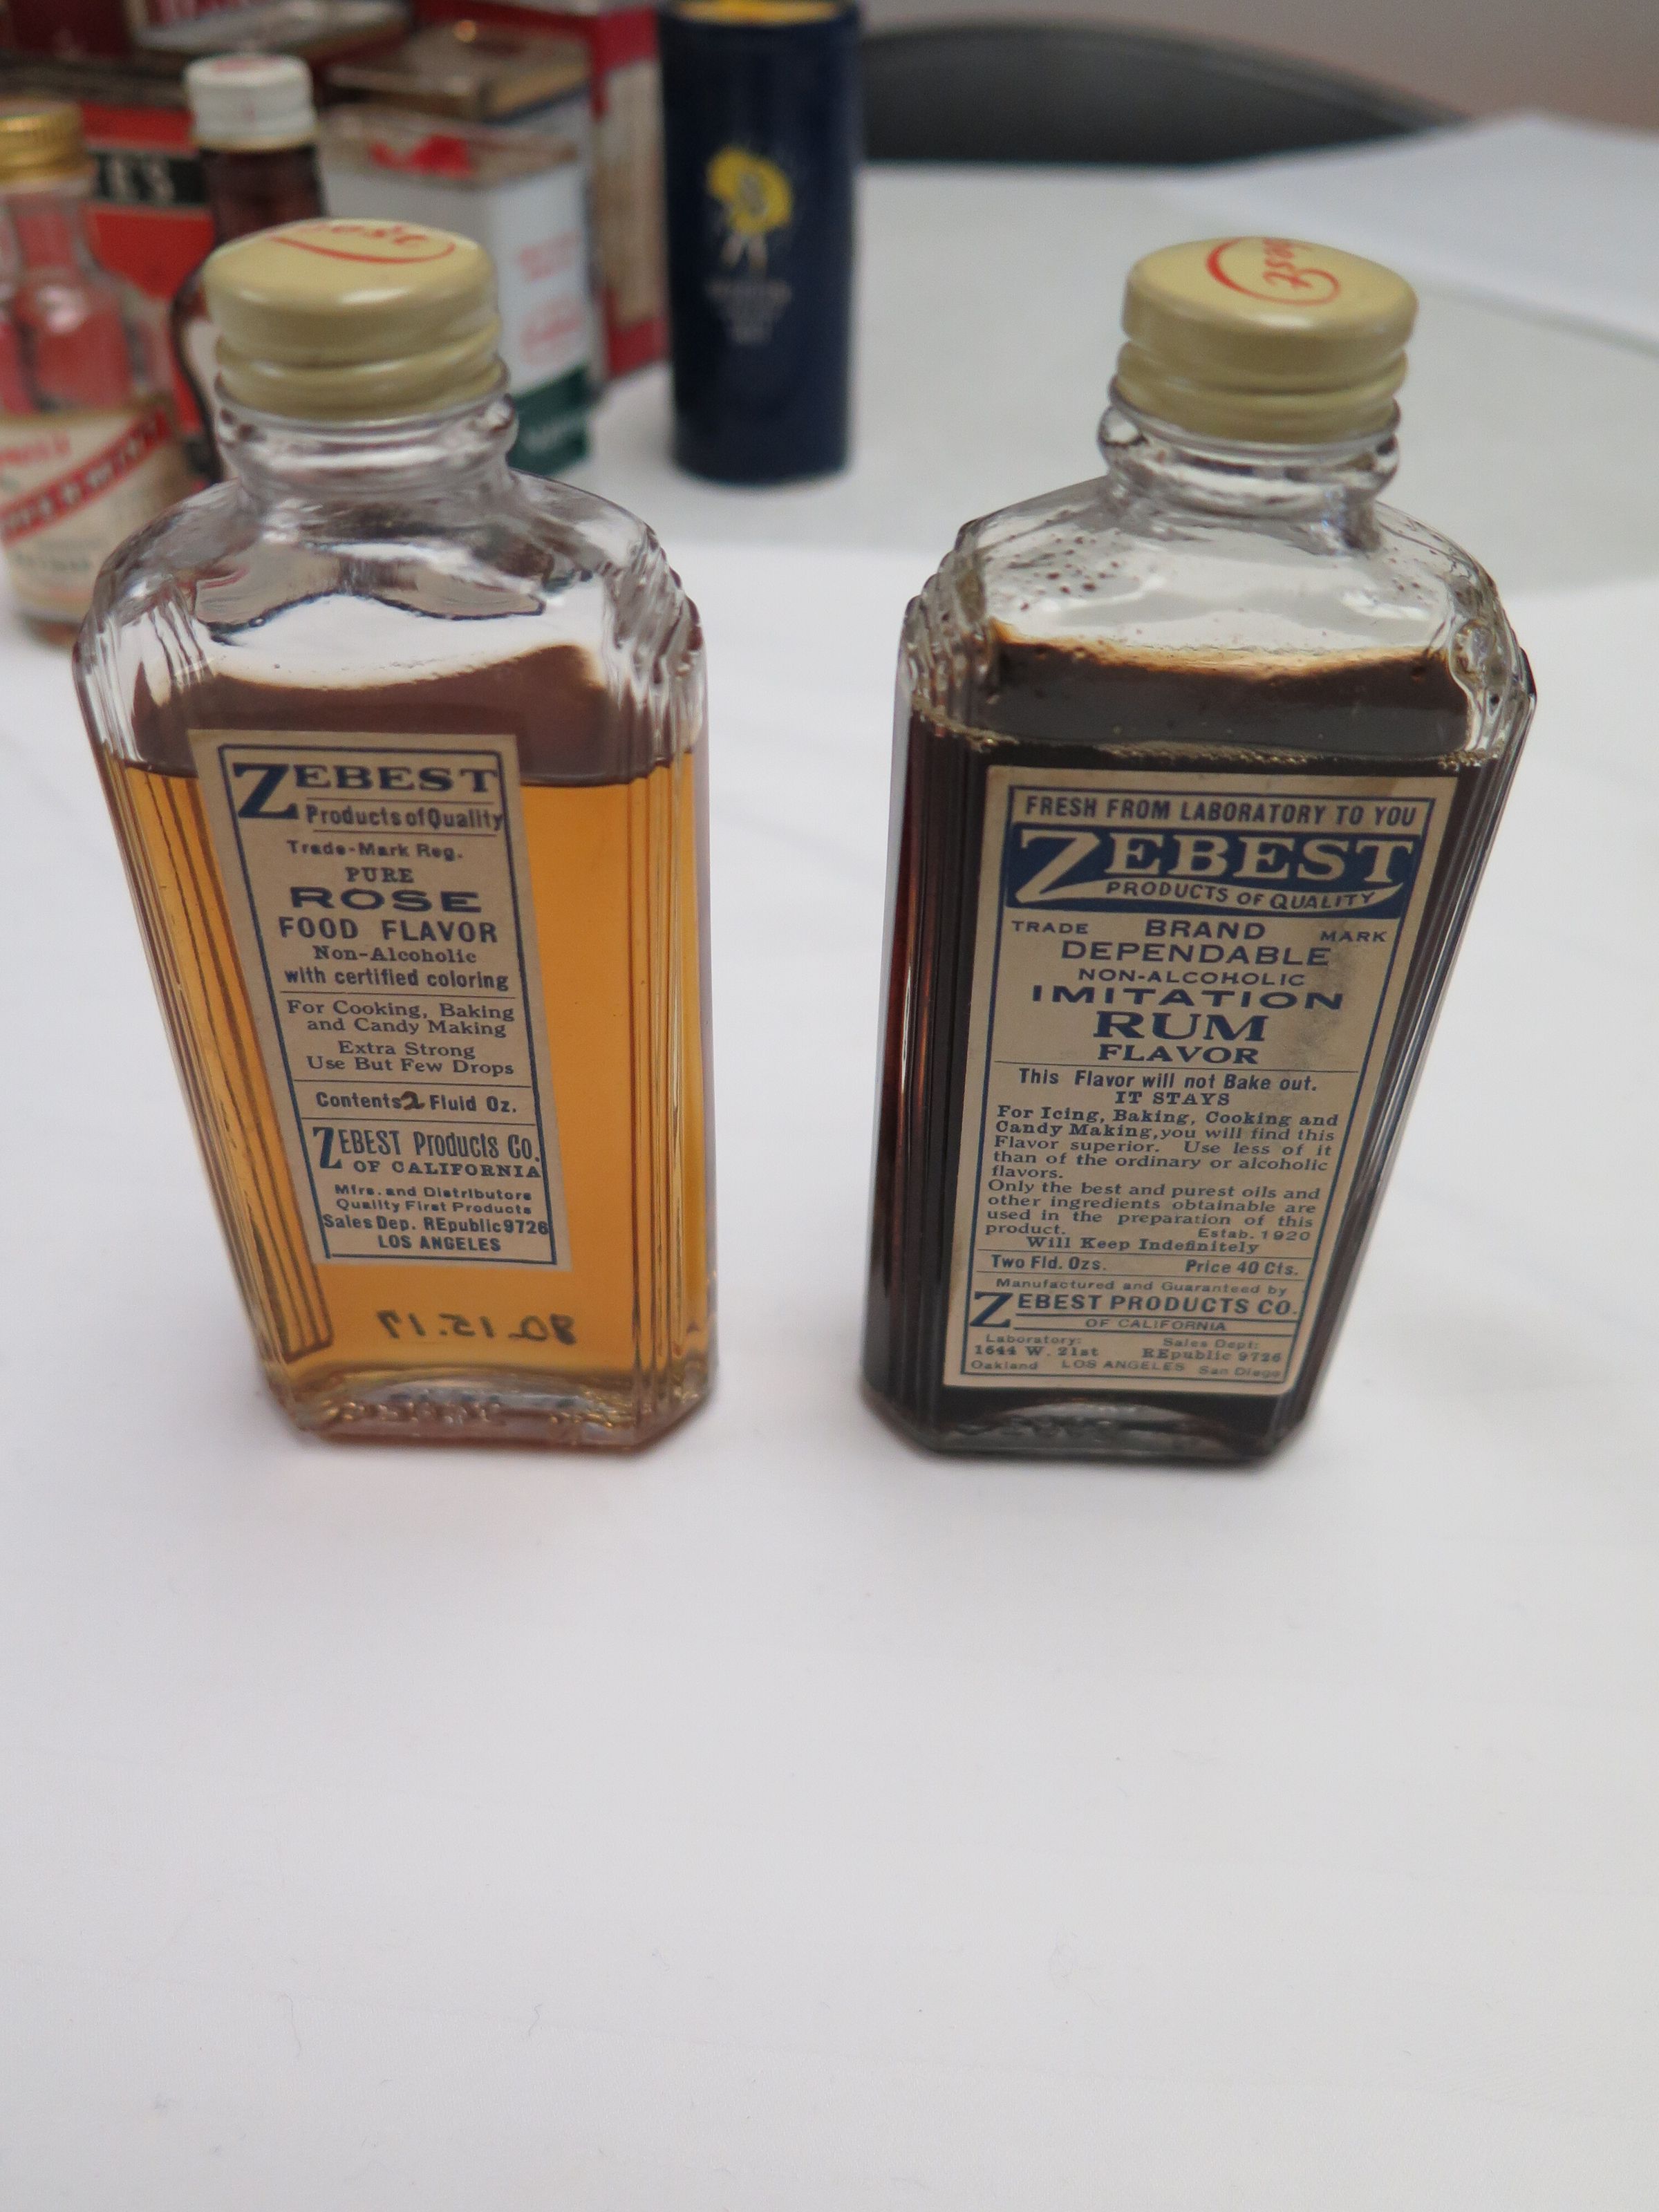 ZEBEST
Products of Quality
Trade-Mark Reg.
PURE
ROSE
FOOD FLAVOR
Non-Alcoholic
with certified coloring
For Cooking, Baking
and Candy Making
Extra Strong
Use But Few Drops
Contents 2 Fluid Oz.
ZEBEST Products Co.
OF CALIFORNIA
Mfrs. and Distributors
Quality First Products
Sales Dep. REpublic 9726
LOS ANGELES
80.15.17
FRESH FROM LABORATORY TO YOU
ZEBEST
PRODUCTS OF QUALITY
TRADE BRAND MARK
DEPENDABLE
NON-ALCOHOLIC
IMITATION
RUM
FLAVOR
This Flavor will not Bake out.
IT STAYS
For Icing, Baking, Cooking and
Candy Making, you will find this
Flavor superior. Use less of it
than of the ordinary or alcoholic
flavors.
Only the best and purest oils and
other ingredients obtainable are
used in the preparation of this
product. Estab. 1920
Will Keep Indefinitely
Two Fld. Ozs. Price 40 Cts.
Manufactured and Guaranteed by
ZEBEST PRODUCTS CO.
OF CALIFORNIA
Laboratory: Sales Dept:
1644 W. 21st REpublic 9726
Oakland LOS ANGELES San Diego